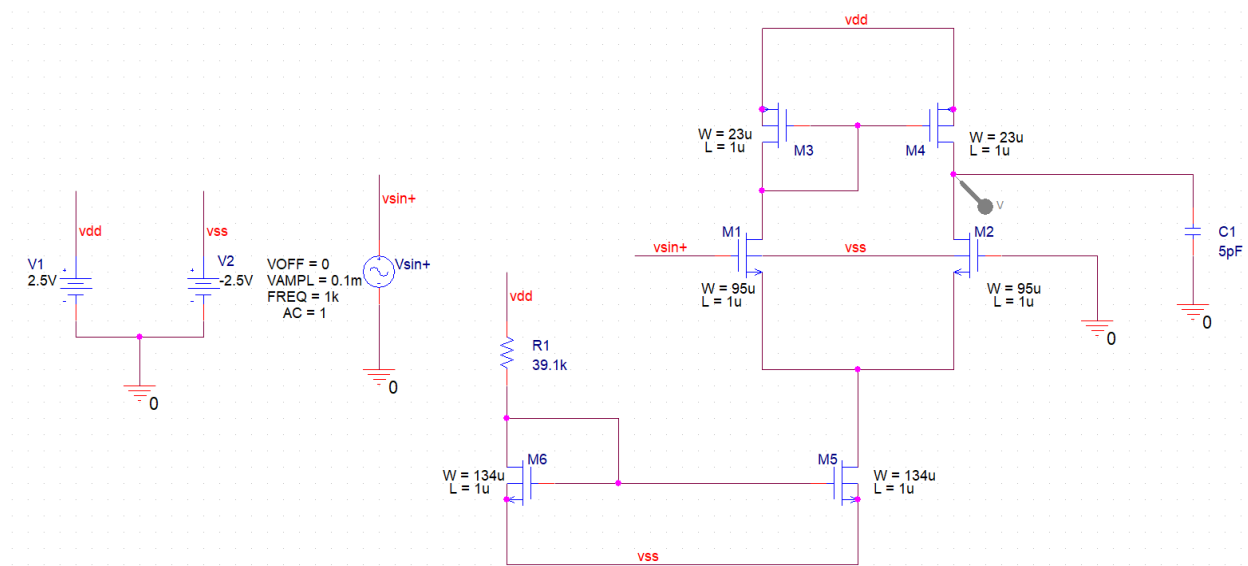 vdd
W = 23u
L = 1u
M3
M4
W = 23u
L = 1u
vsin+
vdd
vss
V1
2.5V
+
-
V2
-2.5V
+
-
VOFF = 0
VAMPL = 0.1m
FREQ = 1k
AC = 1
Vsin+
+
-
0
0
M1
vsin+
vss
M2
W = 95u
L = 1u
W = 95u
L = 1u
V
C1
5pF
0
0
vdd
R1
39.1k
M6
W = 134u
L = 1u
M5
W = 134u
L = 1u
vss